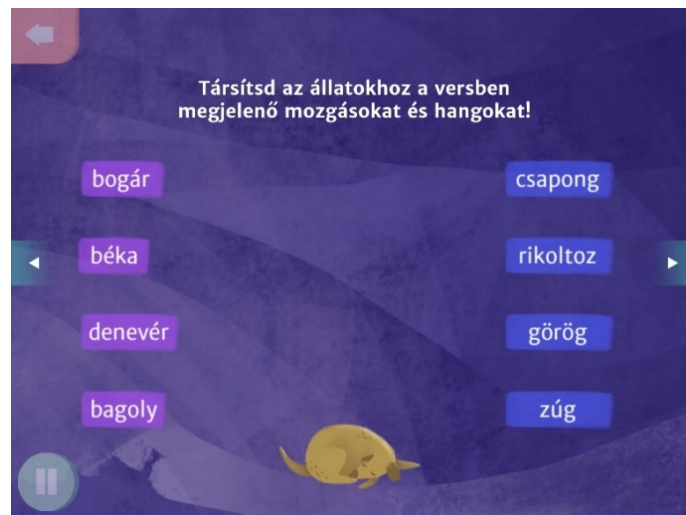 Társítsd az állatokhoz a versben
megjelenő mozgásokat és hangokat!
bogár
csapong
béka
rikoltoz
denevér
görög
bagoly
zúg